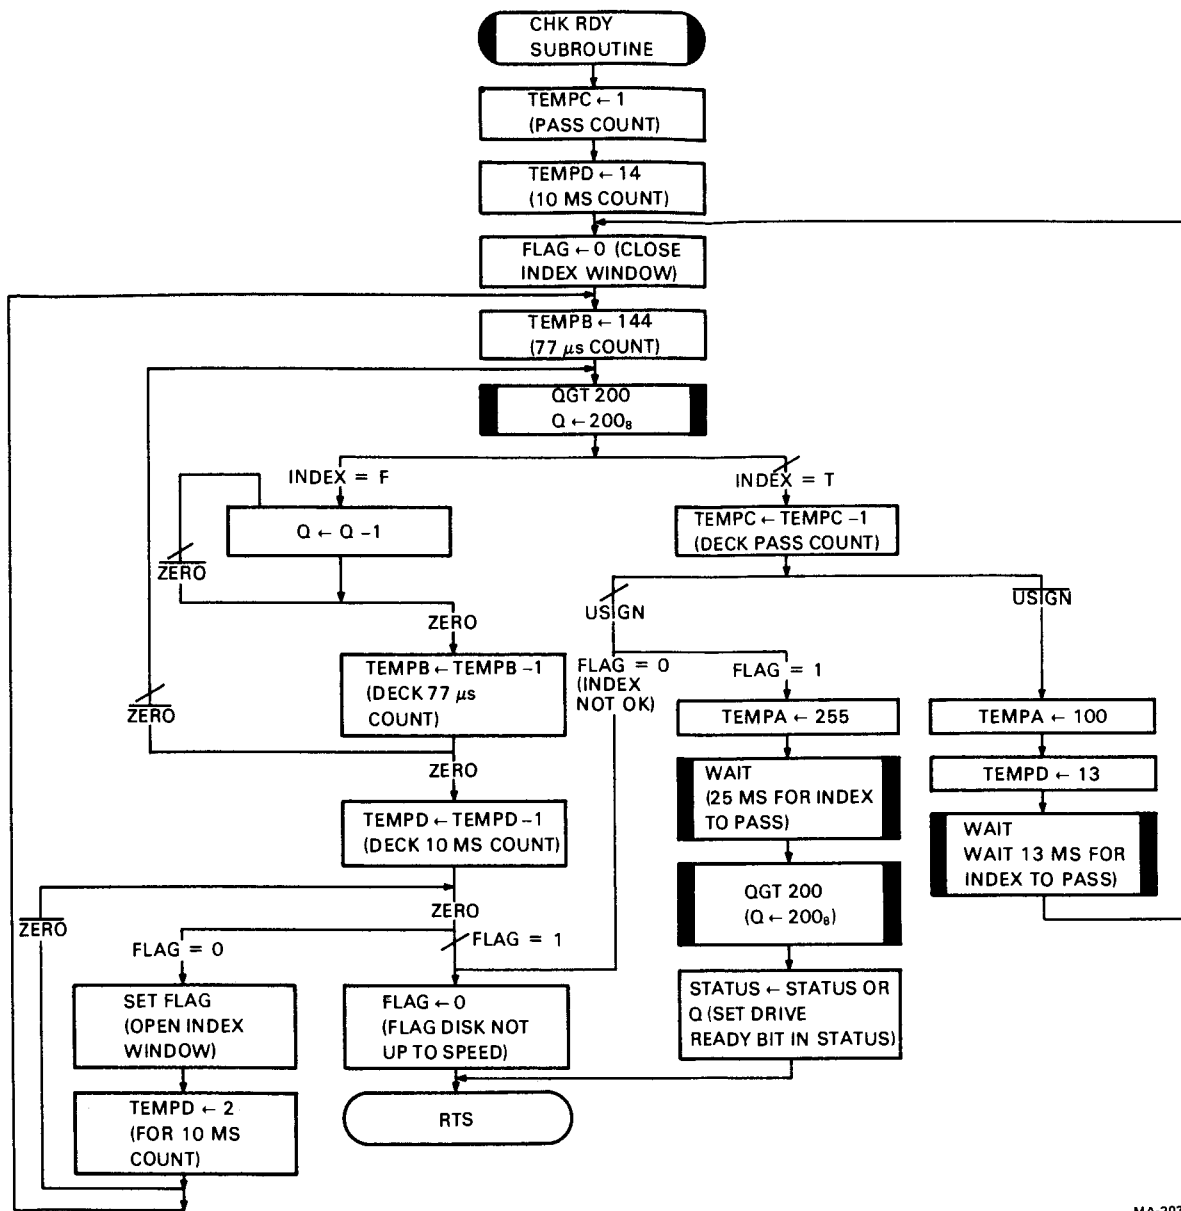 CHK RDY
SUBROUTINE
TEMPC ← 1
(PASS COUNT)
TEMPD ← 14
(10 MS COUNT)
FLAG ← 0 (CLOSE
INDEX WINDOW)
TEMPB ← 144
(77 μs COUNT)
QGT 200
Q ← 200₈
INDEX = F
INDEX = T
Q ← Q -1
TEMPC ← TEMPC -1
(DECK PASS COUNT)
ZERO
USIGN
USIGN
ZERO
TEMPB ← TEMPB -1
(DECK 77 μs
COUNT)
FLAG = 0
(INDEX
NOT OK)
FLAG = 1
ZERO
TEMPA ← 255
TEMPA ← 100
ZERO
WAIT
(25 MS FOR INDEX
TO PASS)
TEMPD ← 13
TEMPD ← TEMPD -1
(DECK 10 MS COUNT)
WAIT
WAIT 13 MS FOR
INDEX TO PASS)
QGT 200
(Q ← 200₈)
ZERO
ZERO
FLAG = 0
FLAG = 1
SET FLAG
(OPEN INDEX
WINDOW)
FLAG ← 0
(FLAG DISK NOT
UP TO SPEED)
STATUS ← STATUS OR
Q (SET DRIVE
READY BIT IN STATUS)
TEMPD ← 2
(FOR 10 MS
COUNT)
RTS